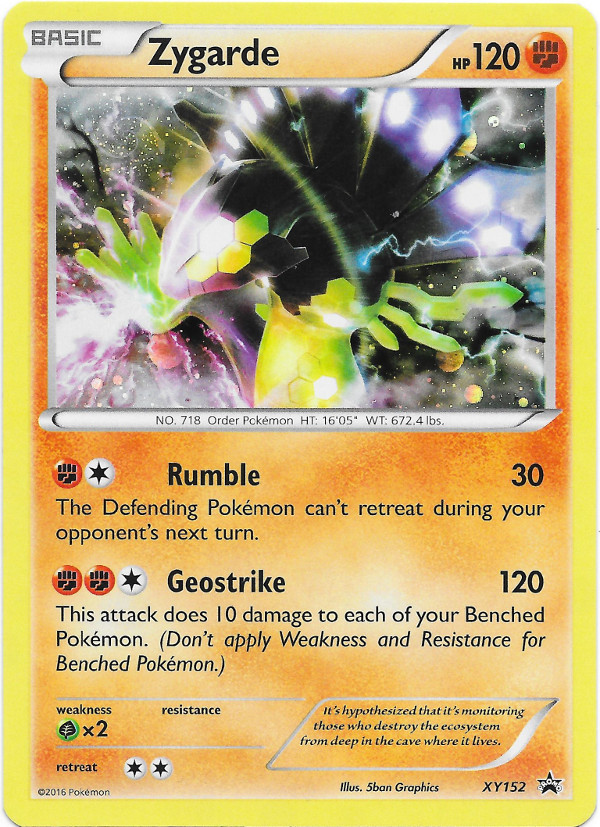 BASIC
Zygarde
HP120
NO. 718 Order Pokémon HT: 16'05" WT: 672.4 lbs.
Rumble 30
The Defending Pokémon can't retreat during your
opponent's next turn.
Geostrike 120
This attack does 10 damage to each of your Benched
Pokémon. (Don't apply Weakness and Resistance for
Benched Pokémon.)
weakness resistance
×2
It's hypothesized that it's monitoring
those who destroy the ecosystem
from deep in the cave where it lives.
retreat
©2016 Pokémon
Illus. 5ban Graphics
XY152
PROMO